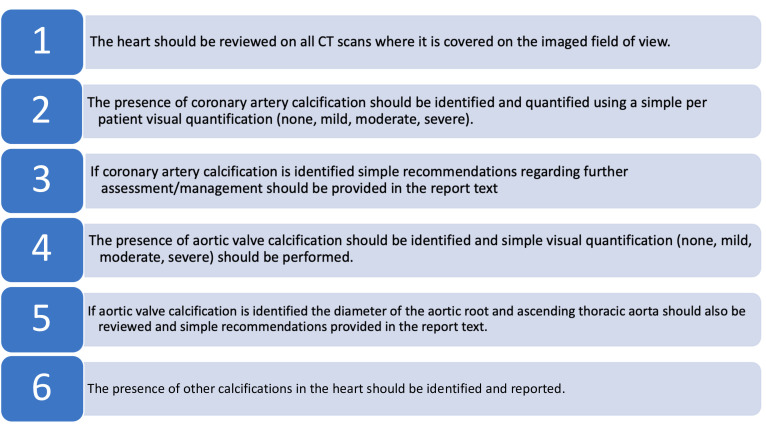 1
The heart should be reviewed on all CT scans where it is covered on the imaged field of view.
2
The presence of coronary artery calcification should be identified and quantified using a simple per
patient visual quantification (none, mild, moderate, severe).
3
If coronary artery calcification is identified simple recommendations regarding further
assessment/management should be provided in the report text
4
The presence of aortic valve calcification should be identified and simple visual quantification (none, mild,
moderate, severe) should be performed.
5
If aortic valve calcification is identified the diameter of the aortic root and ascending thoracic aorta should also be
reviewed and simple recommendations provided in the report text.
6
The presence of other calcifications in the heart should be identified and reported.